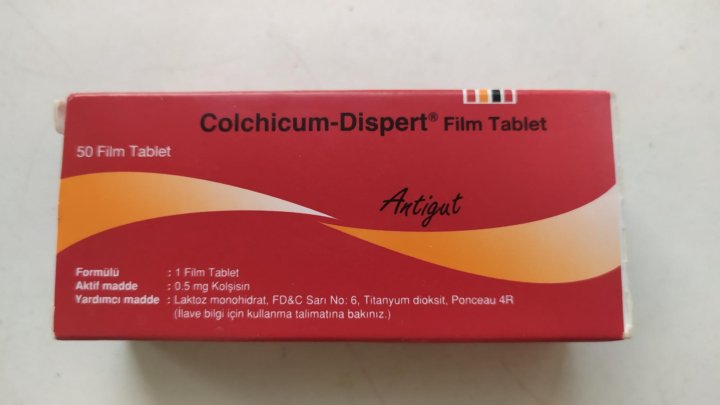 Colchicum-Dispert® Film Tablet
50 Film Tablet
Antigut
Formülü : 1 Film Tablet
Aktif madde : 0.5 mg Kolşisin
Yardımcı madde : Laktoz monohidrat, FD&C Sarı No: 6, Titanyum dioksit, Ponceau 4R
(İlave bilgi için kullanma talimatına bakınız.)